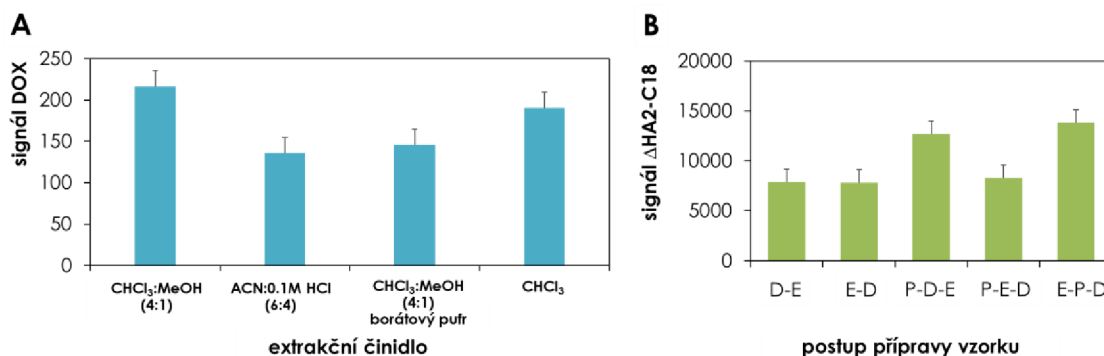 A
signál DOX
250
200
150
100
50
0
CHCl₃:MeOH
(4:1)
ACN:0.1M HCl
(6:4)
CHCl₃:MeOH
(4:1)
borátový pufr
CHCl₃
extrakční činidlo
B
signál ΔHA2-C18
20000
15000
10000
5000
0
D-E
E-D
P-D-E
P-E-D
E-P-D
postup přípravy vzorku